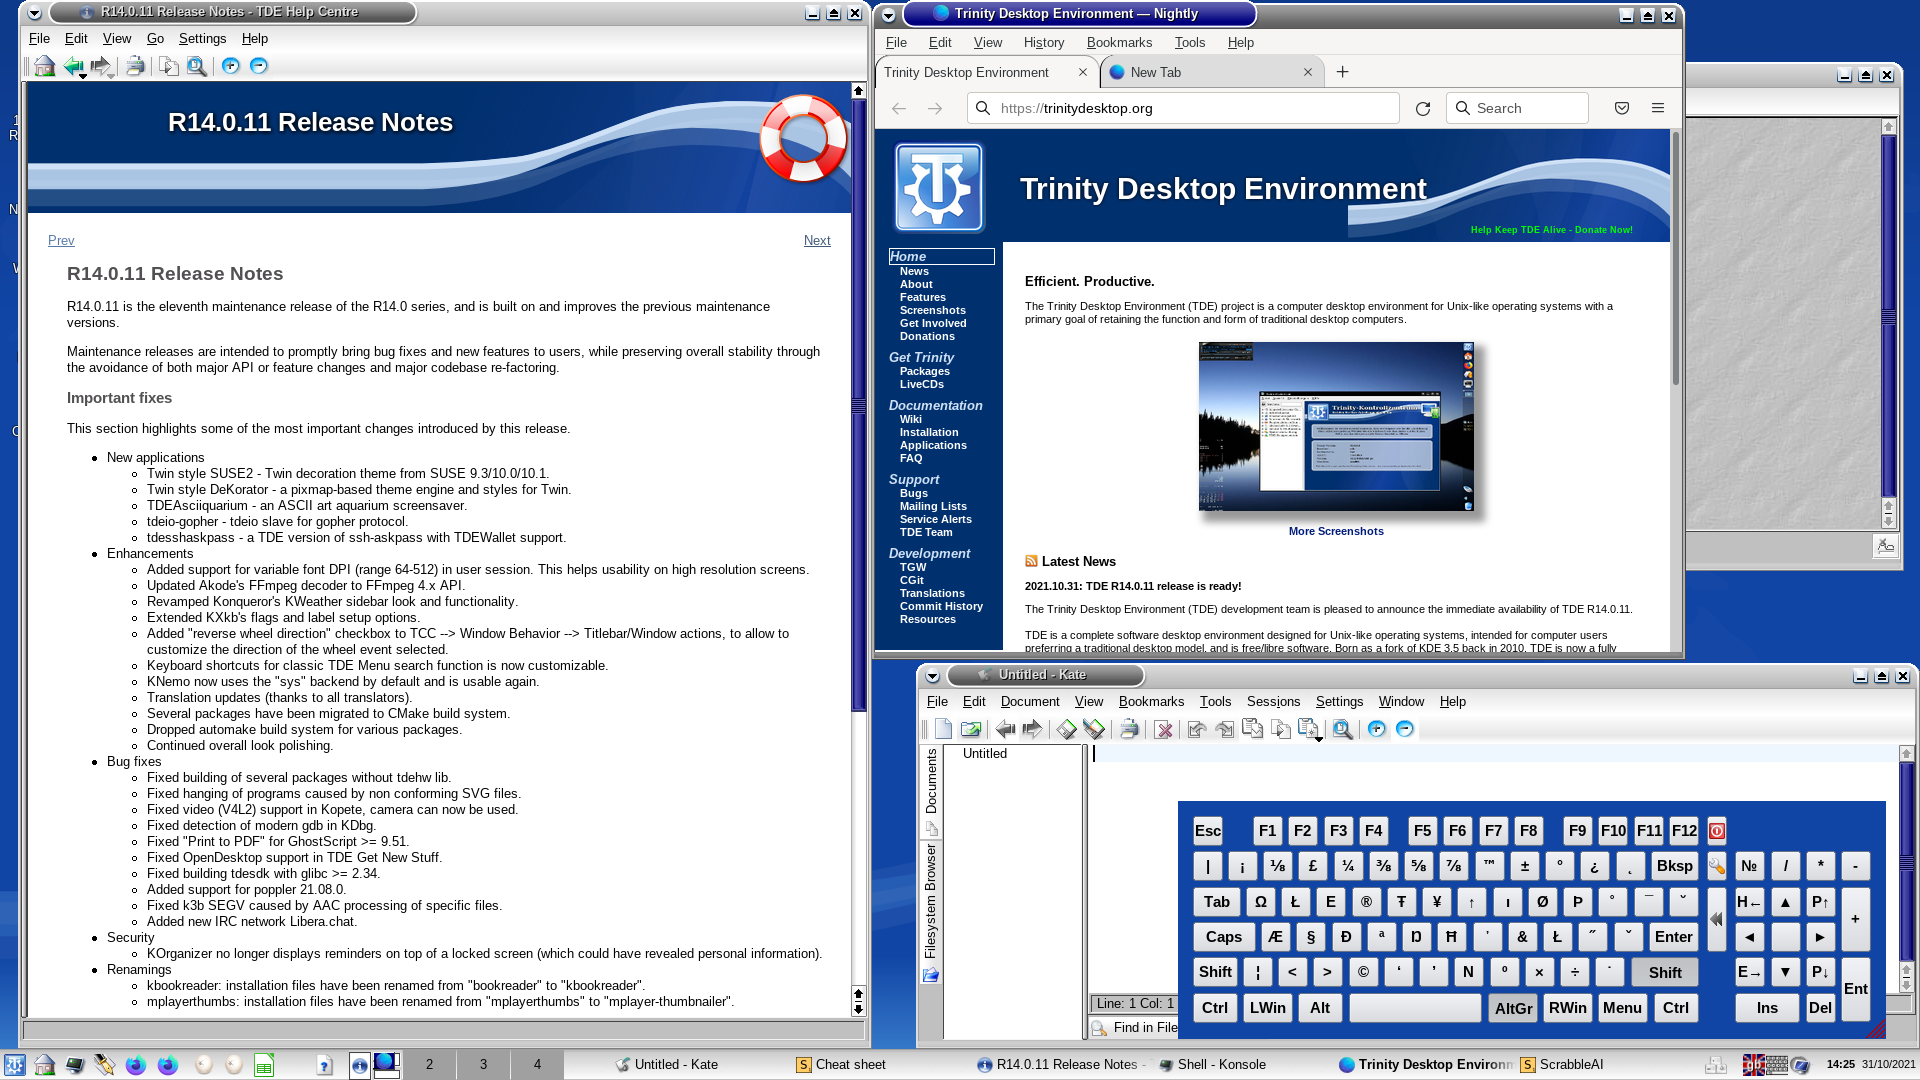 R14.0.11 Release Notes - TDE Help Centre
File Edit View Go Settings Help
R14.0.11 Release Notes
Prev Next
R14.0.11 Release Notes
R14.0.11 is the eleventh maintenance release of the R14.0 series, and is built on and improves the previous maintenance
versions.
Maintenance releases are intended to promptly bring bug fixes and new features to users, while preserving overall stability through
the avoidance of both major API or feature changes and major codebase re-factoring.
Important fixes
This section highlights some of the most important changes introduced by this release.
New applications
Twin style SUSE2 - Twin decoration theme from SUSE 9.3/10.0/10.1.
Twin style DeKorator - a pixmap-based theme engine and styles for Twin.
TDEAsciiquarium - an ASCII art aquarium screensaver.
tdeio-gopher - tdeio slave for gopher protocol.
tdesshaskpass - a TDE version of ssh-askpass with TDEWallet support.
Enhancements
Added support for variable font DPI (range 64-512) in user session. This helps usability on high resolution screens.
Updated Akode's FFmpeg decoder to FFmpeg 4.x API.
Revamped Konqueror's KWeather sidebar look and functionality.
Extended KXkb's flags and label setup options.
Added "reverse wheel direction" checkbox to TCC --> Window Behavior --> Titlebar/Window actions, to allow to
customize the direction of the wheel event selected.
Keyboard shortcuts for classic TDE Menu search function is now customizable.
KNemo now uses the "sys" backend by default and is usable again.
Translation updates (thanks to all translators).
Several packages have been migrated to CMake build system.
Dropped automake build system for various packages.
Continued overall look polishing.
Bug fixes
Fixed building of several packages without tdehw lib.
Fixed hanging of programs caused by non conforming SVG files.
Fixed video (V4L2) support in Kopete, camera can now be used.
Fixed detection of modern gdb in KDbg.
Fixed "Print to PDF" for GhostScript >= 9.51.
Fixed OpenDesktop support in TDE Get New Stuff.
Fixed building tdesdk with glibc >= 2.34.
Added support for poppler 21.08.0.
Fixed k3b SEGV caused by AAC processing of specific files.
Added new IRC network Libera.chat.
Security
KOrganizer no longer displays reminders on top of a locked screen (which could have revealed personal information).
Renamings
kbookreader: installation files have been renamed from "bookreader" to "kbookreader".
mplayerthumbs: installation files have been renamed from "mplayerthumbs" to "mplayer-thumbnailer".
Trinity Desktop Environment — Nightly
File Edit View History Bookmarks Tools Help
Trinity Desktop Environment New Tab
https://trinitydesktop.org Search
Trinity Desktop Environment
Help Keep TDE Alive - Donate Now!
Home
News
About
Features
Screenshots
Get Involved
Donations
Get Trinity
Packages
LiveCDs
Documentation
Wiki
Installation
Applications
FAQ
Support
Bugs
Mailing Lists
Service Alerts
TDE Team
Development
TGW
CGit
Translations
Commit History
Resources
Efficient. Productive.
The Trinity Desktop Environment (TDE) project is a computer desktop environment for Unix-like operating systems with a
primary goal of retaining the function and form of traditional desktop computers.
More Screenshots
Latest News
2021.10.31: TDE R14.0.11 release is ready!
The Trinity Desktop Environment (TDE) development team is pleased to announce the immediate availability of TDE R14.0.11.
TDE is a complete software desktop environment designed for Unix-like operating systems, intended for computer users
preferring a traditional desktop model, and is free/libre software. Born as a fork of KDE 3.5 back in 2010, TDE is now a fully
Untitled - Kate
File Edit Document View Bookmarks Tools Sessions Settings Window Help
Documents
Filesystem Browser
Untitled
Line: 1 Col: 1
Find in File
Esc F1 F2 F3 F4 F5 F6 F7 F8 F9 F10 F11 F12
| ¡ ⅛ £ ¼ ⅜ ⅝ ⅞ ™ ± ° ¿ ˛ Bksp № / * -
Tab Ω Ł E ® Ŧ ¥ ↑ ı Ø Þ ° ¯ ˘ H← ▲ P↑ +
Caps Æ § Ð ª Ŋ Ħ ' & Ł ˝ ˇ Enter ◄ ►
Shift ¦ < > © ‘ ’ N º × ÷ ˙ Shift E→ ▼ P↓ Ent
Ctrl LWin Alt AltGr RWin Menu Ctrl Ins Del
2 3 4
Untitled - Kate Cheat sheet R14.0.11 Release Notes - Shell - Konsole Trinity Desktop Environm ScrabbleAI
gb 14:25 31/10/2021